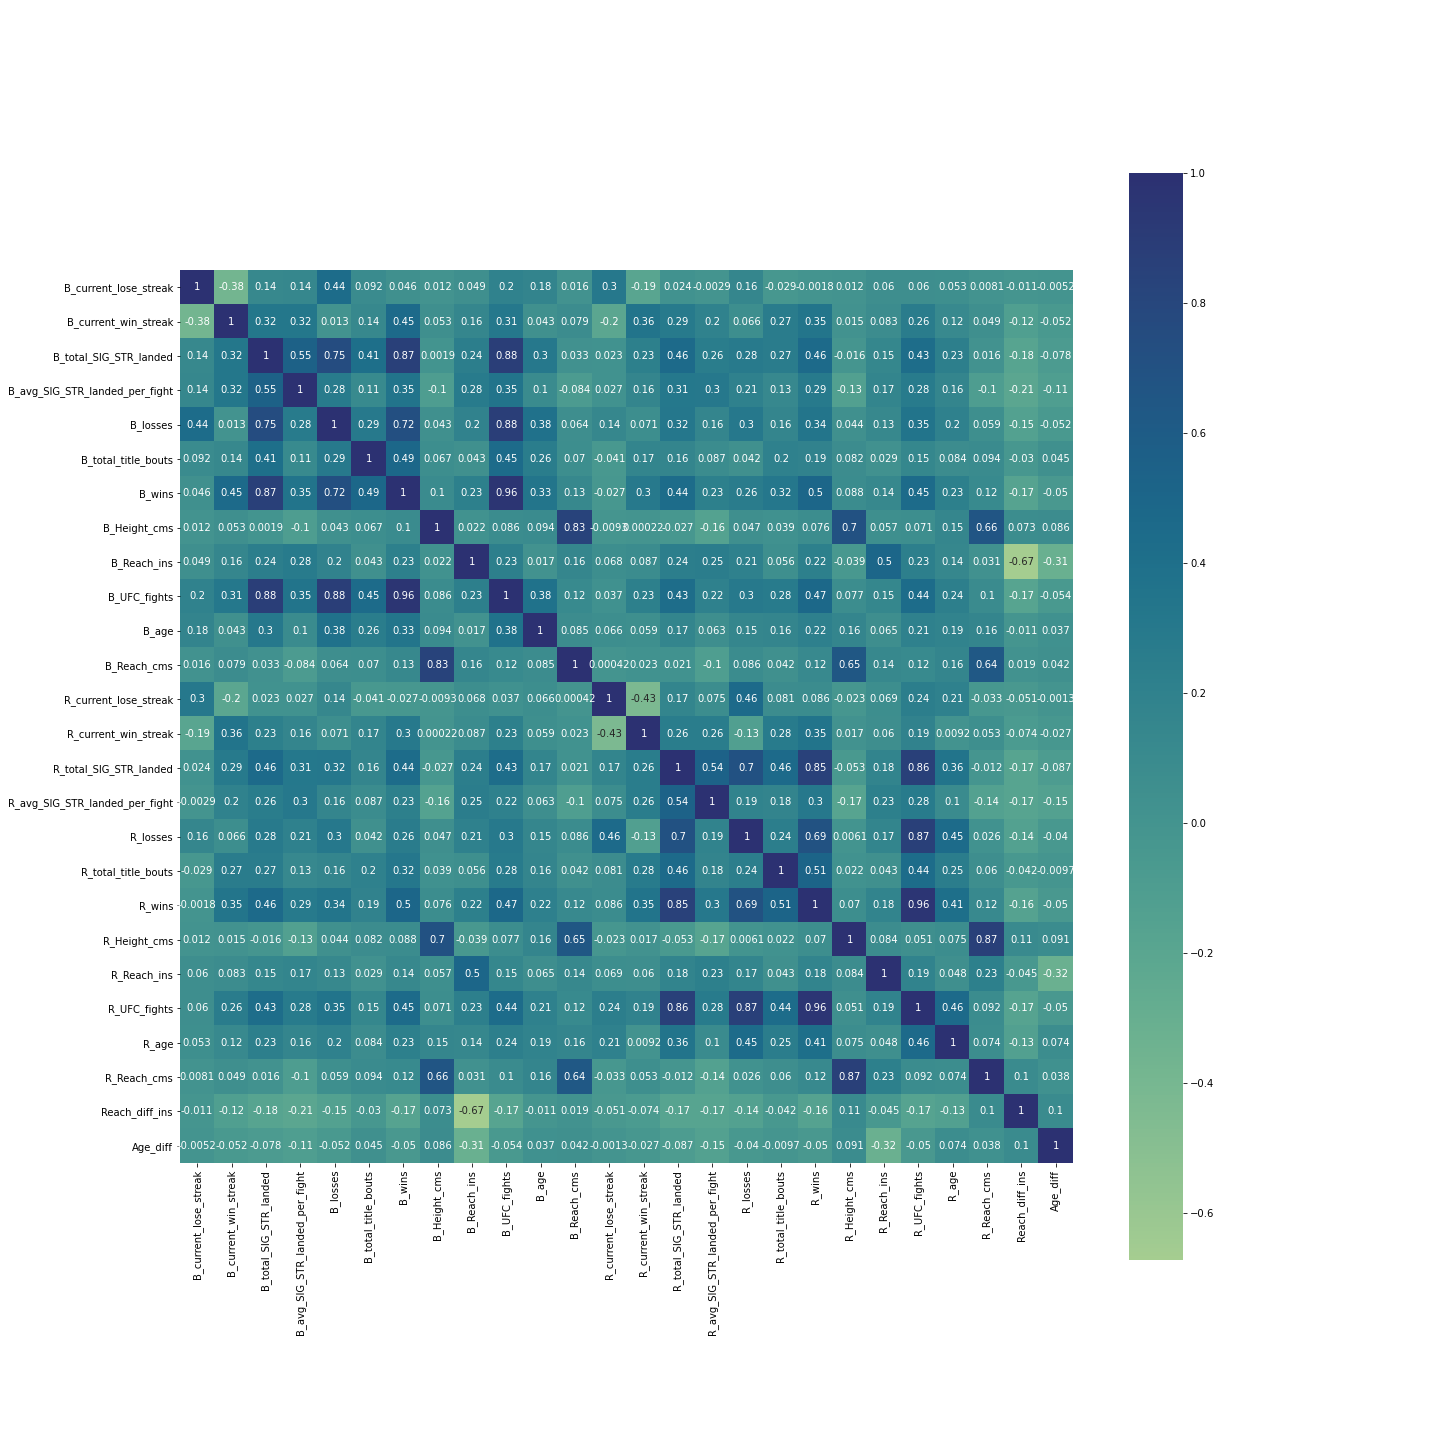 1.0
B_current_lose_streak 1 -0.38 0.14 0.14 0.44 0.092 0.046 0.012 0.049 0.2 0.18 0.016 0.3 -0.19 0.024 -0.0029 0.16 -0.029 -0.0018 0.012 0.06 0.06 0.053 0.0081 -0.011 -0.0052
B_current_win_streak -0.38 1 0.32 0.32 0.013 0.14 0.45 0.053 0.16 0.31 0.043 0.079 -0.2 0.36 0.29 0.2 0.066 0.27 0.35 0.015 0.083 0.26 0.12 0.049 -0.12 -0.052
0.8
B_total_SIG_STR_landed 0.14 0.32 1 0.55 0.75 0.41 0.87 0.0019 0.24 0.88 0.3 0.033 0.023 0.23 0.46 0.26 0.28 0.27 0.46 -0.016 0.15 0.43 0.23 0.016 -0.18 -0.078
B_avg_SIG_STR_landed_per_fight 0.14 0.32 0.55 1 0.28 0.11 0.35 -0.1 0.28 0.35 0.1 -0.084 0.027 0.16 0.31 0.3 0.21 0.13 0.29 -0.13 0.17 0.28 0.16 -0.1 -0.21 -0.11
B_losses 0.44 0.013 0.75 0.28 1 0.29 0.72 0.043 0.2 0.88 0.38 0.064 0.14 0.071 0.32 0.16 0.3 0.16 0.34 0.044 0.13 0.35 0.2 0.059 -0.15 -0.052
0.6
B_total_title_bouts 0.092 0.14 0.41 0.11 0.29 1 0.49 0.067 0.043 0.45 0.26 0.07 -0.041 0.17 0.16 0.087 0.042 0.2 0.19 0.082 0.029 0.15 0.084 0.094 -0.03 0.045
B_wins 0.046 0.45 0.87 0.35 0.72 0.49 1 0.1 0.23 0.96 0.33 0.13 -0.027 0.3 0.44 0.23 0.26 0.32 0.5 0.088 0.14 0.45 0.23 0.12 -0.17 -0.05
B_Height_cms 0.012 0.053 0.0019 -0.1 0.043 0.067 0.1 1 0.022 0.086 0.094 0.83 -0.0093 0.00022 -0.027 -0.16 0.047 0.039 0.076 0.7 0.057 0.071 0.15 0.66 0.073 0.086
B_Reach_ins 0.049 0.16 0.24 0.28 0.2 0.043 0.23 0.022 1 0.23 0.017 0.16 0.068 0.087 0.24 0.25 0.21 0.056 0.22 -0.039 0.5 0.23 0.14 0.031 -0.67 -0.31
0.4
B_UFC_fights 0.2 0.31 0.88 0.35 0.88 0.45 0.96 0.086 0.23 1 0.38 0.12 0.037 0.23 0.43 0.22 0.3 0.28 0.47 0.077 0.15 0.44 0.24 0.1 -0.17 -0.054
B_age 0.18 0.043 0.3 0.1 0.38 0.26 0.33 0.094 0.017 0.38 1 0.085 0.066 0.059 0.17 0.063 0.15 0.16 0.22 0.16 0.065 0.21 0.19 0.16 -0.011 0.037
B_Reach_cms 0.016 0.079 0.033 -0.084 0.064 0.07 0.13 0.83 0.16 0.12 0.085 1 0.00042 0.023 0.021 -0.1 0.086 0.042 0.12 0.65 0.14 0.12 0.16 0.64 0.019 0.042
0.2
R_current_lose_streak 0.3 -0.2 0.023 0.027 0.14 -0.041 -0.027 -0.0093 0.068 0.037 0.066 0.00042 1 -0.43 0.17 0.075 0.46 0.081 0.086 -0.023 0.069 0.24 0.21 -0.033 -0.051 -0.0013
R_current_win_streak -0.19 0.36 0.23 0.16 0.071 0.17 0.3 0.00022 0.087 0.23 0.059 0.023 -0.43 1 0.26 0.26 -0.13 0.28 0.35 0.017 0.06 0.19 0.0092 0.053 -0.074 -0.027
R_total_SIG_STR_landed 0.024 0.29 0.46 0.31 0.32 0.16 0.44 -0.027 0.24 0.43 0.17 0.021 0.17 0.26 1 0.54 0.7 0.46 0.85 -0.053 0.18 0.86 0.36 -0.012 -0.17 -0.087
R_avg_SIG_STR_landed_per_fight -0.0029 0.2 0.26 0.3 0.16 0.087 0.23 -0.16 0.25 0.22 0.063 -0.1 0.075 0.26 0.54 1 0.19 0.18 0.3 -0.17 0.23 0.28 0.1 -0.14 -0.17 -0.15
0.0
R_losses 0.16 0.066 0.28 0.21 0.3 0.042 0.26 0.047 0.21 0.3 0.15 0.086 0.46 -0.13 0.7 0.19 1 0.24 0.69 0.0061 0.17 0.87 0.45 0.026 -0.14 -0.04
R_total_title_bouts -0.029 0.27 0.27 0.13 0.16 0.2 0.32 0.039 0.056 0.28 0.16 0.042 0.081 0.28 0.46 0.18 0.24 1 0.51 0.022 0.043 0.44 0.25 0.06 -0.042 -0.0097
R_wins -0.0018 0.35 0.46 0.29 0.34 0.19 0.5 0.076 0.22 0.47 0.22 0.12 0.086 0.35 0.85 0.3 0.69 0.51 1 0.07 0.18 0.96 0.41 0.12 -0.16 -0.05
R_Height_cms 0.012 0.015 -0.016 -0.13 0.044 0.082 0.088 0.7 -0.039 0.077 0.16 0.65 -0.023 0.017 -0.053 -0.17 0.0061 0.022 0.07 1 0.084 0.051 0.075 0.87 0.11 0.091
−0.2
R_Reach_ins 0.06 0.083 0.15 0.17 0.13 0.029 0.14 0.057 0.5 0.15 0.065 0.14 0.069 0.06 0.18 0.23 0.17 0.043 0.18 0.084 1 0.19 0.048 0.23 -0.045 -0.32
R_UFC_fights 0.06 0.26 0.43 0.28 0.35 0.15 0.45 0.071 0.23 0.44 0.21 0.12 0.24 0.19 0.86 0.28 0.87 0.44 0.96 0.051 0.19 1 0.46 0.092 -0.17 -0.05
R_age 0.053 0.12 0.23 0.16 0.2 0.084 0.23 0.15 0.14 0.24 0.19 0.16 0.21 0.0092 0.36 0.1 0.45 0.25 0.41 0.075 0.048 0.46 1 0.074 -0.13 0.074
R_Reach_cms 0.0081 0.049 0.016 -0.1 0.059 0.094 0.12 0.66 0.031 0.1 0.16 0.64 -0.033 0.053 -0.012 -0.14 0.026 0.06 0.12 0.87 0.23 0.092 0.074 1 0.1 0.038
−0.4
Reach_diff_ins -0.011 -0.12 -0.18 -0.21 -0.15 -0.03 -0.17 0.073 -0.67 -0.17 -0.011 0.019 -0.051 -0.074 -0.17 -0.17 -0.14 -0.042 -0.16 0.11 -0.045 -0.17 -0.13 0.1 1 0.1
Age_diff -0.0052 -0.052 -0.078 -0.11 -0.052 0.045 -0.05 0.086 -0.31 -0.054 0.037 0.042 -0.0013 -0.027 -0.087 -0.15 -0.04 -0.0097 -0.05 0.091 -0.32 -0.05 0.074 0.038 0.1 1
−0.6
B_current_lose_streak
B_current_win_streak
B_total_SIG_STR_landed
B_avg_SIG_STR_landed_per_fight
B_losses
B_total_title_bouts
B_wins
B_Height_cms
B_Reach_ins
B_UFC_fights
B_age
B_Reach_cms
R_current_lose_streak
R_current_win_streak
R_total_SIG_STR_landed
R_avg_SIG_STR_landed_per_fight
R_losses
R_total_title_bouts
R_wins
R_Height_cms
R_Reach_ins
R_UFC_fights
R_age
R_Reach_cms
Reach_diff_ins
Age_diff